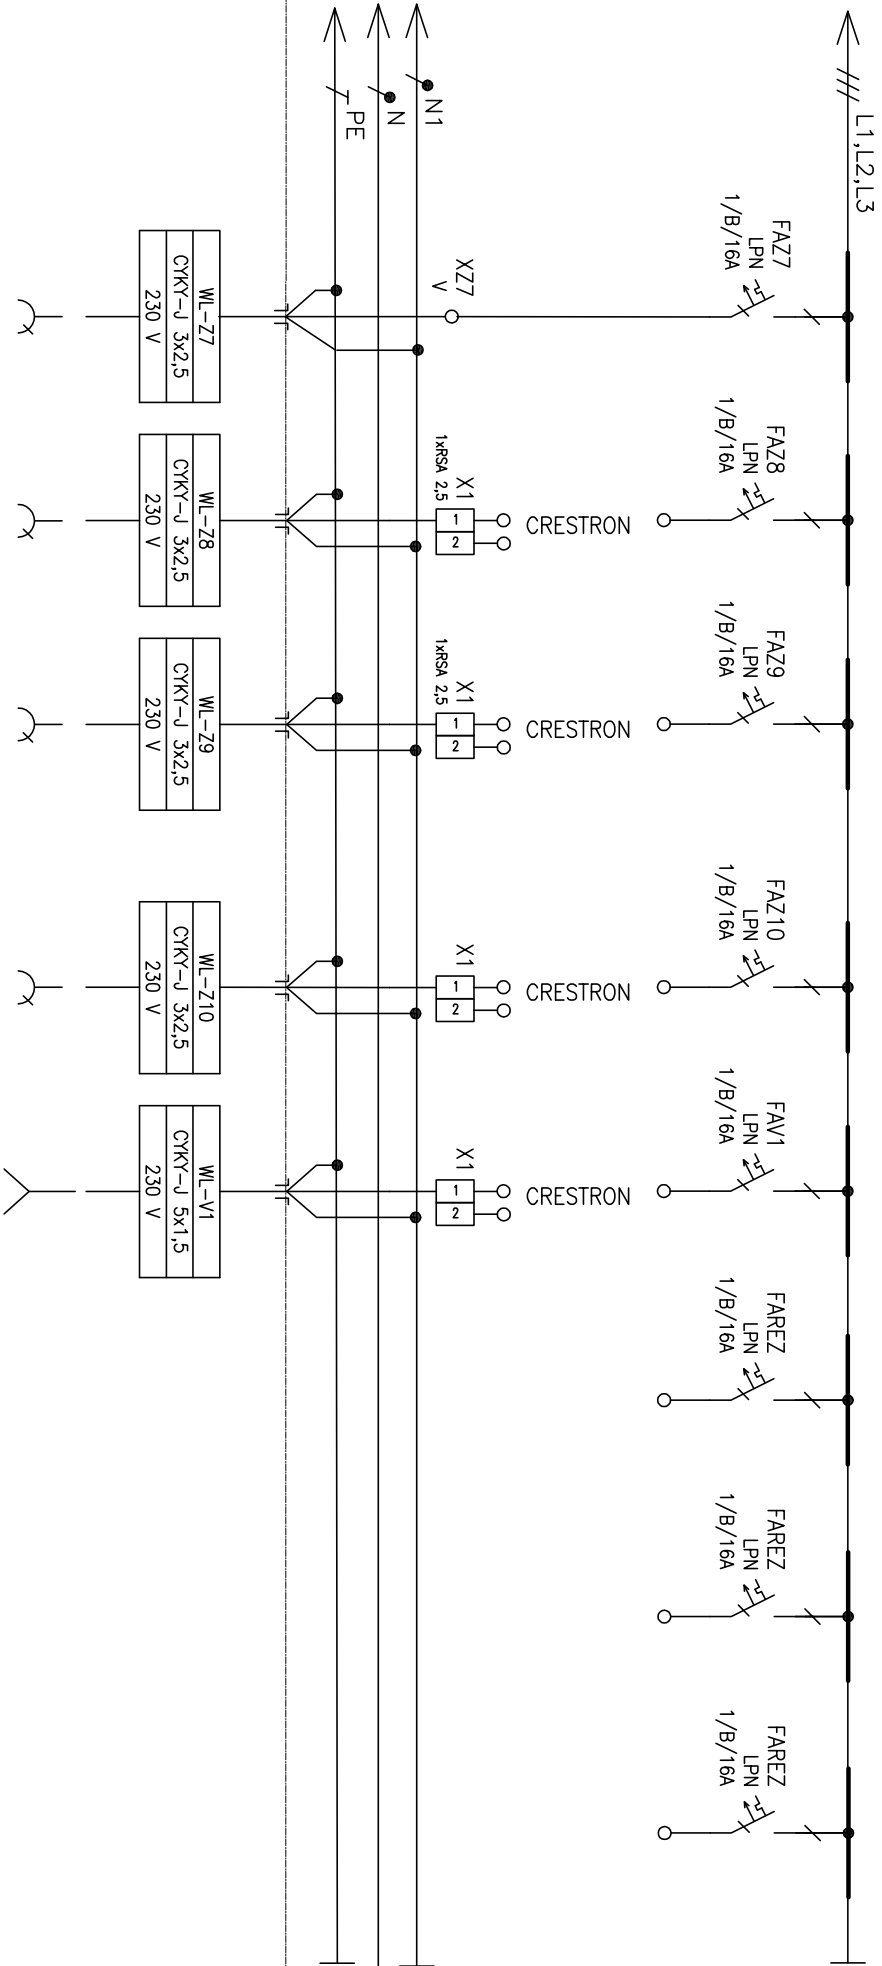 L1,L2,L3
N1
N
PE
FAZ7
LPN
1/B/16A
XZ7
V
WL-Z7
CYKY-J 3x2,5
230 V
FAZ8
LPN
1/B/16A
CRESTRON
X1
1xRSA 2,5
1
2
WL-Z8
CYKY-J 3x2,5
230 V
FAZ9
LPN
1/B/16A
CRESTRON
X1
1xRSA 2,5
1
2
WL-Z9
CYKY-J 3x2,5
230 V
FAZ10
LPN
1/B/16A
CRESTRON
X1
1
2
WL-Z10
CYKY-J 3x2,5
230 V
FAV1
LPN
1/B/16A
CRESTRON
X1
1
2
WL-V1
CYKY-J 5x1,5
230 V
FAREZ
LPN
1/B/16A
FAREZ
LPN
1/B/16A
FAREZ
LPN
1/B/16A